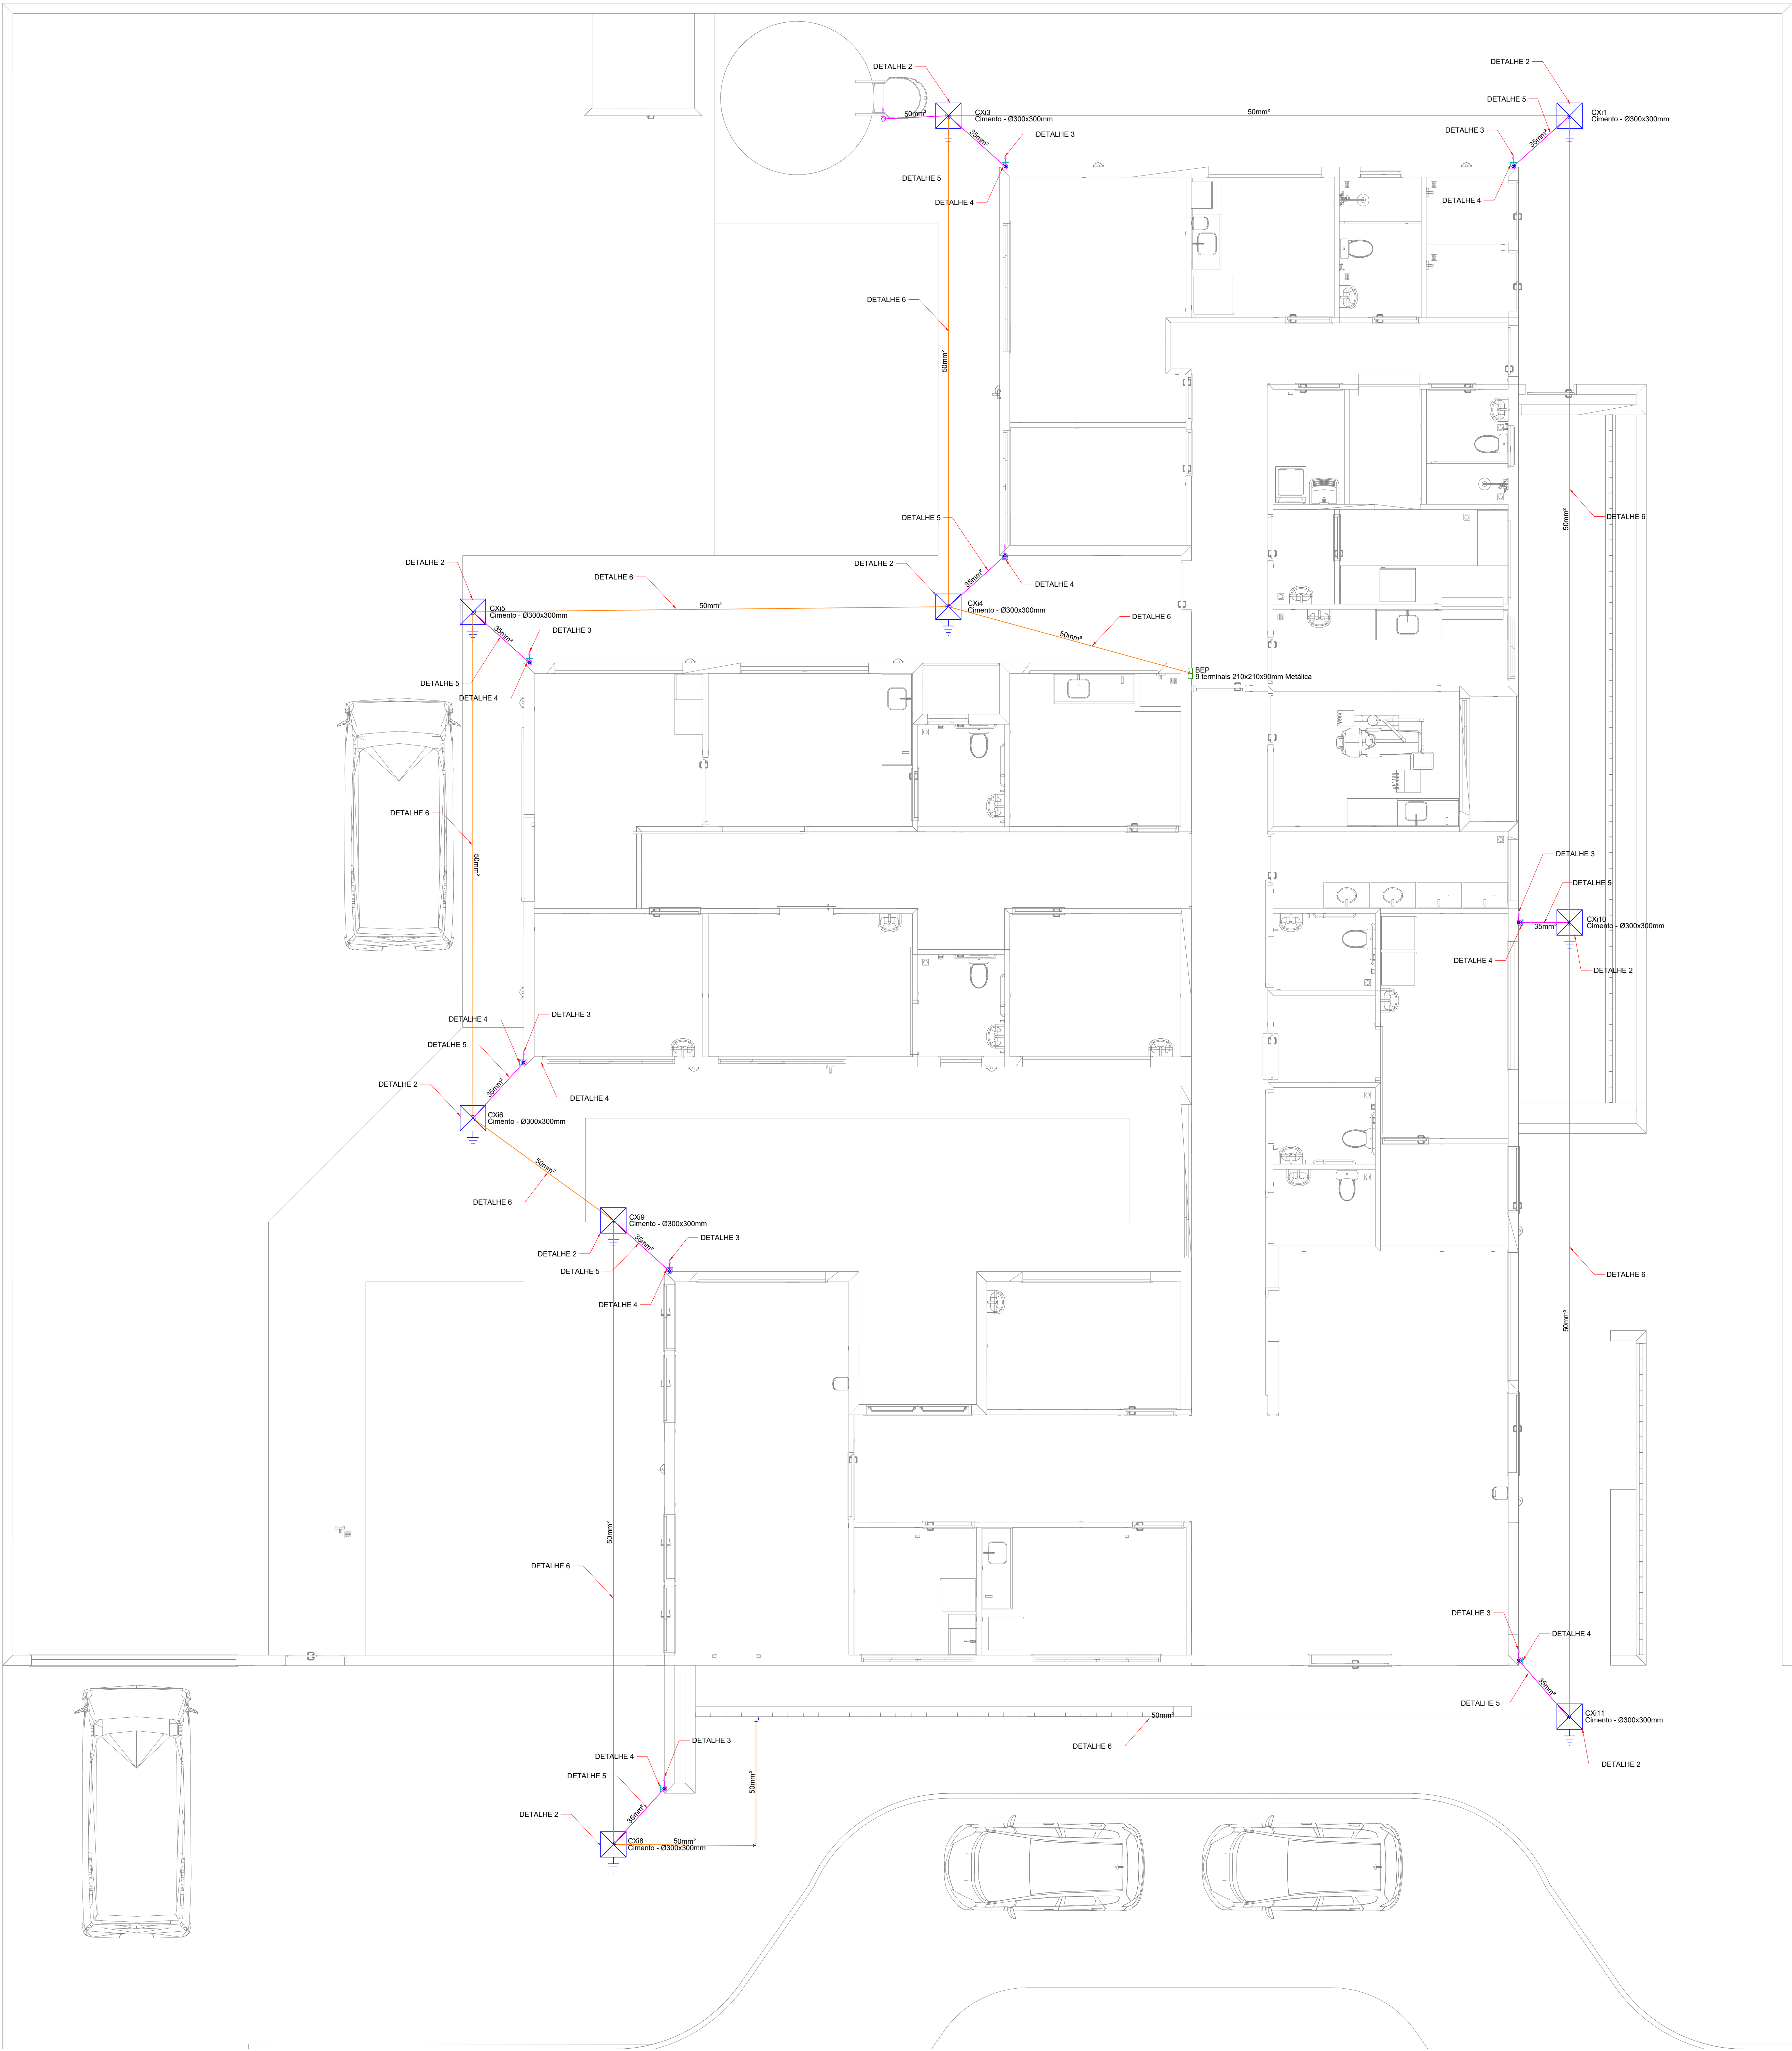 DETALHE 2
DETALHE 2
50mm²
CXi3
Cimento - Ø300x300mm
50mm²
DETALHE 5
CXi1
Cimento - Ø300x300mm
35mm²
DETALHE 3
DETALHE 3
35mm²
DETALHE 5
DETALHE 4
DETALHE 4
DETALHE 6
50mm²
DETALHE 5
DETALHE 6
50mm²
DETALHE 2
DETALHE 6
DETALHE 2
35mm²
DETALHE 4
CXi5
Cimento - Ø300x300mm
50mm²
CXi4
Cimento - Ø300x300mm
DETALHE 6
35mm²
DETALHE 3
50mm²
DETALHE 5
DETALHE 4
BEP
9 terminais 210x210x90mm Metálica
DETALHE 6
50mm²
DETALHE 3
DETALHE 5
CXi10
Cimento - Ø300x300mm
35mm²
DETALHE 4
DETALHE 2
DETALHE 4
DETALHE 3
DETALHE 5
DETALHE 2
35mm²
DETALHE 4
CXi6
Cimento - Ø300x300mm
50mm²
DETALHE 6
CXi9
Cimento - Ø300x300mm
DETALHE 2
35mm²
DETALHE 3
DETALHE 5
DETALHE 6
DETALHE 4
50mm²
50mm²
DETALHE 6
DETALHE 3
DETALHE 4
35mm²
DETALHE 5
CXi11
Cimento - Ø300x300mm
50mm²
DETALHE 6
DETALHE 3
DETALHE 4
DETALHE 2
DETALHE 5
50mm²
DETALHE 2
35mm²
CXi8
Cimento - Ø300x300mm
50mm²